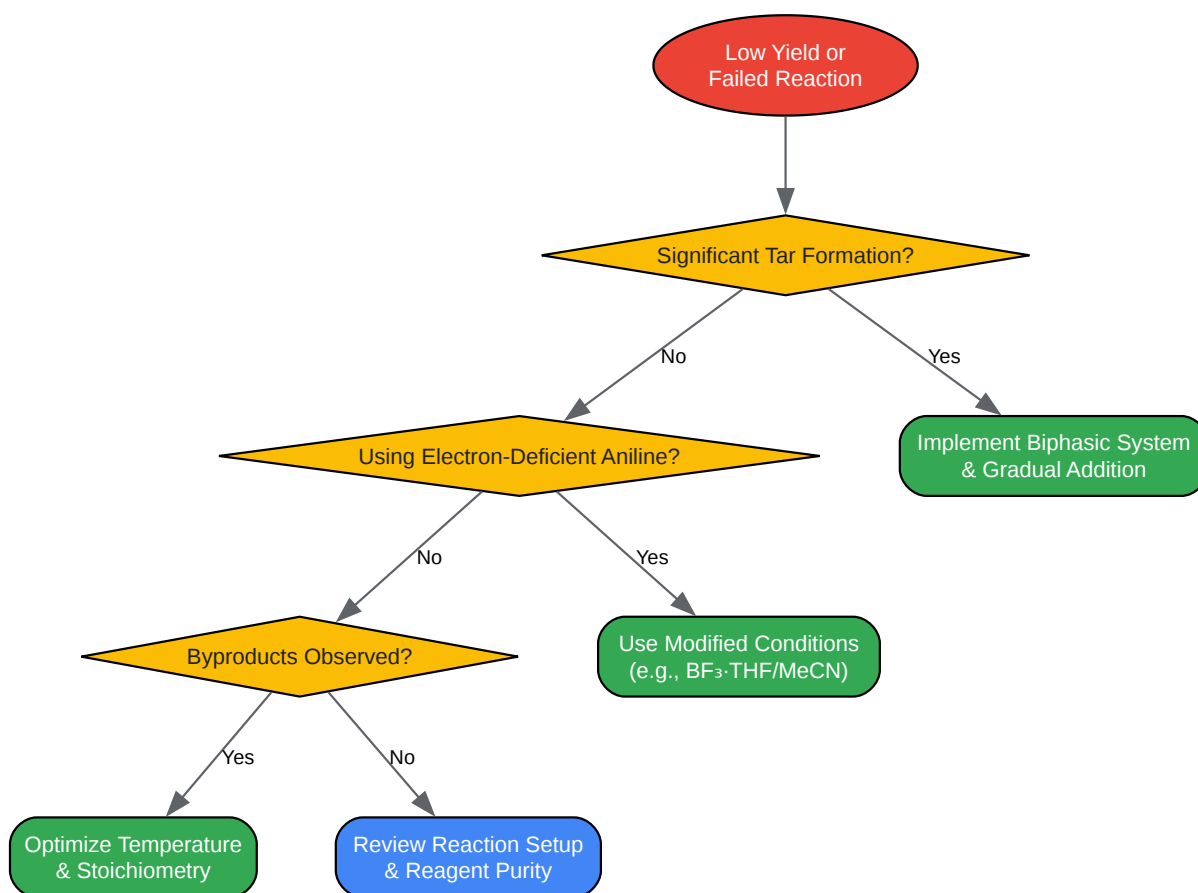 Low Yield or
Failed Reaction
Significant Tar Formation?
No
Yes
Using Electron-Deficient Aniline?
Implement Biphasic System
& Gradual Addition
No
Yes
Byproducts Observed?
Use Modified Conditions
(e.g., BF₃·THF/MeCN)
Yes
No
Optimize Temperature
& Stoichiometry
Review Reaction Setup
& Reagent Purity